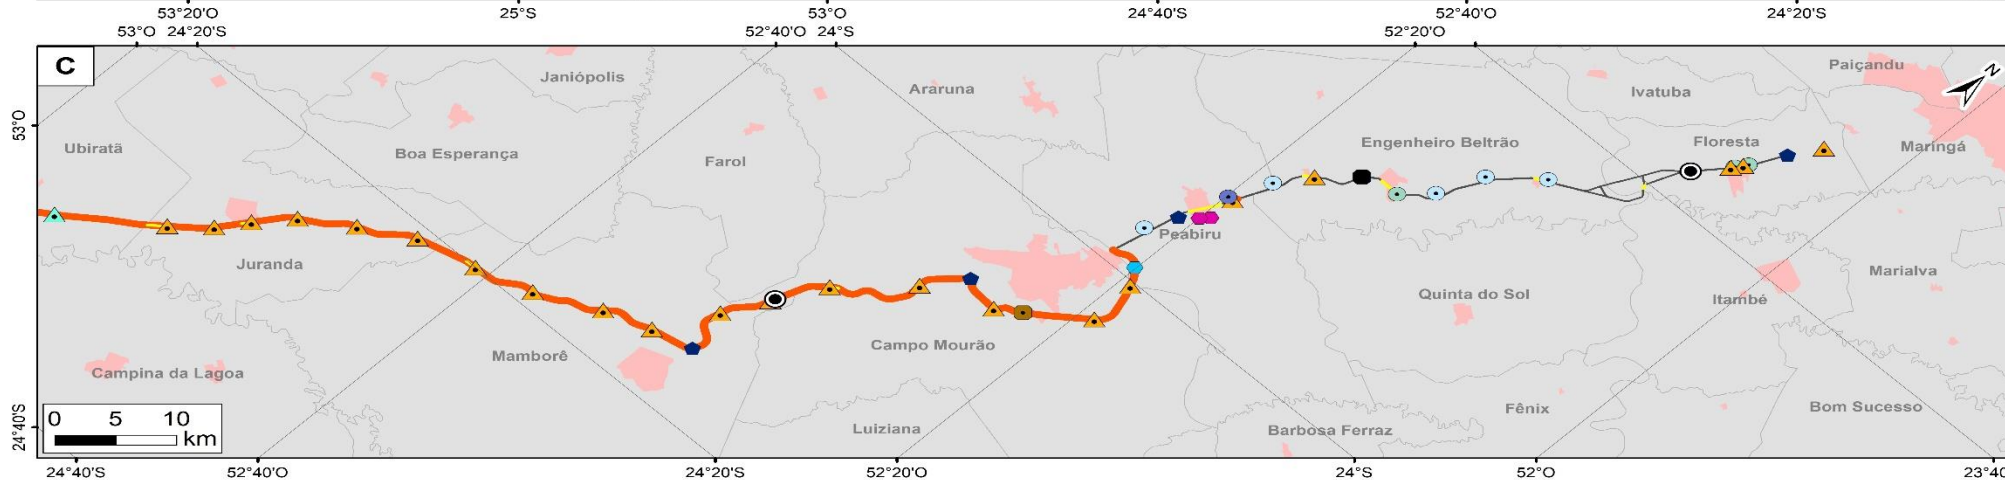 53°20'O 25°S 53°O 24°40'S 52°40'O 24°20'S
53°O 24°20'S 52°40'O 24°S 52°20'O
C
N
Paiçandu
Janiópolis
Araruna
Ivatuba
53°O
Ubiratã
Boa Esperança
Farol
Engenheiro Beltrão
Floresta
Maringá
Peabiru
Juranda
Marialva
Quinta do Sol
Itambé
Mamborê
Campo Mourão
Campina da Lagoa
Fênix
Bom Sucesso
Luiziana
Barbosa Ferraz
24°40'S
0 5 10
km
24°40'S 52°40'O 24°20'S 52°20'O 24°S 52°O 23°40